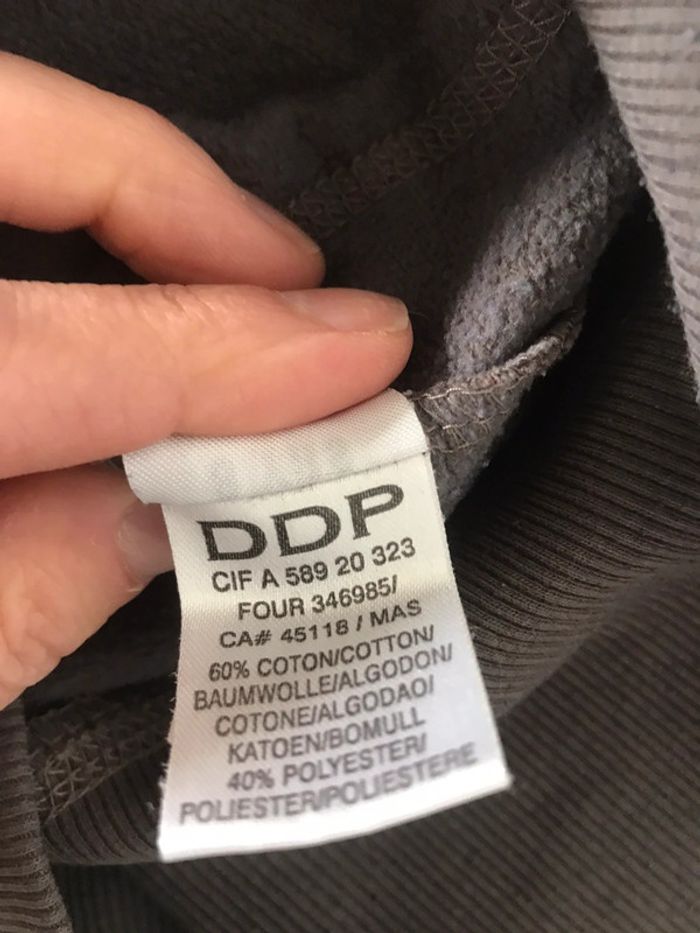 DDP
CIF A 589 20 323
FOUR 346985/
CA# 45118 / MAS
60% COTON/COTTON/
BAUMWOLLE/ALGODON/
COTONE/ALGODAO/
KATOEN/BOMULL
40% POLYESTER/
POLIESTER/POLIESTERE